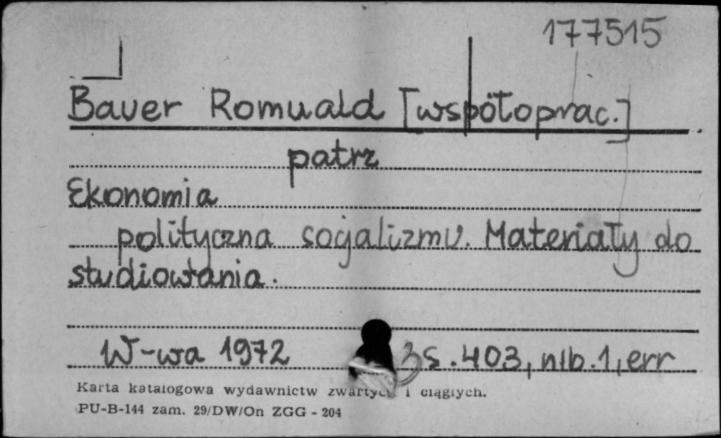 177515
Bauer Romuald [współoprac.]
patrz
Ekonomia
polityczna socjalizmu. Materiały do
studiowania.
W-wa 1972 s. 403, nlb. 1, err
Karta katalogowa wydawnictw zwartych i ciągłych.
PU-B-144 zam. 29/DW/On ZGG - 204